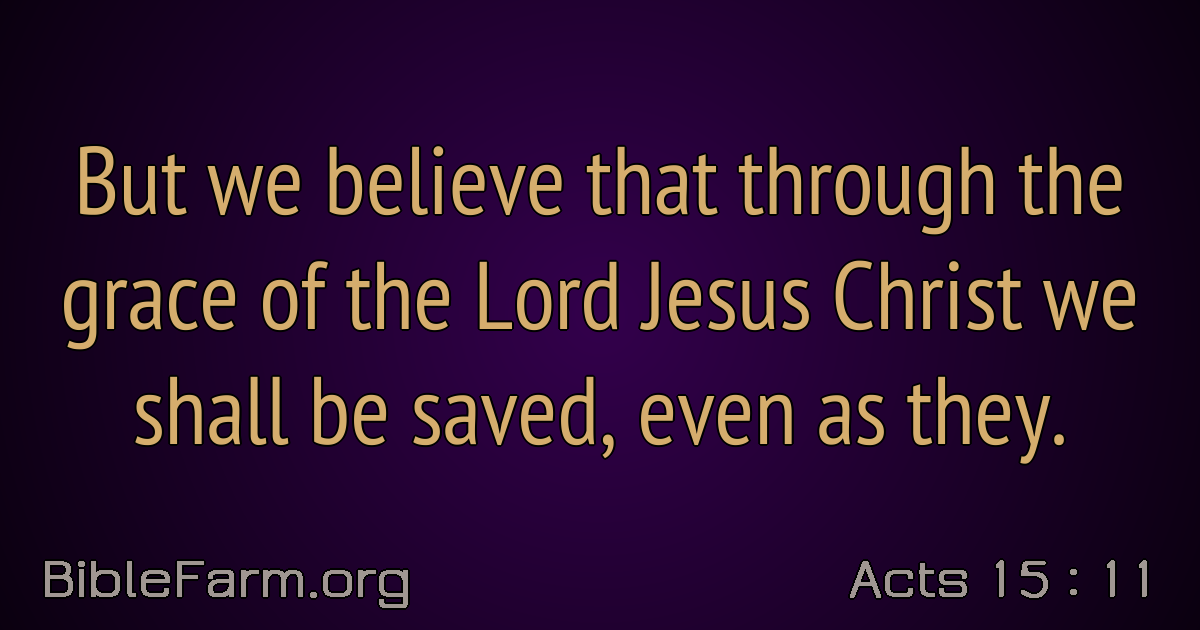 But we believe that through the
grace of the Lord Jesus Christ we
shall be saved, even as they.
BibleFarm.org
Acts 15 : 11